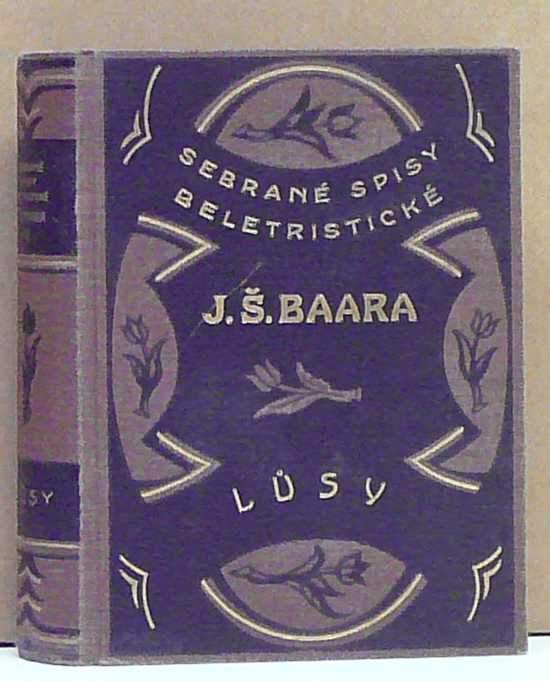 SEBRANÉ SPISY
BELETRISTICKÉ
J.Š.BAARA
LŮSY